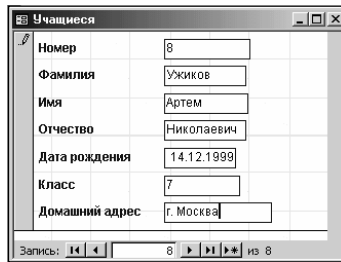 Учащиеся
Номер 8
Фамилия Ужиков
Имя Артем
Отчество Николаевич
Дата рождения 14.12.1999
Класс 7
Домашний адрес г. Москва
Запись: 8 из 8